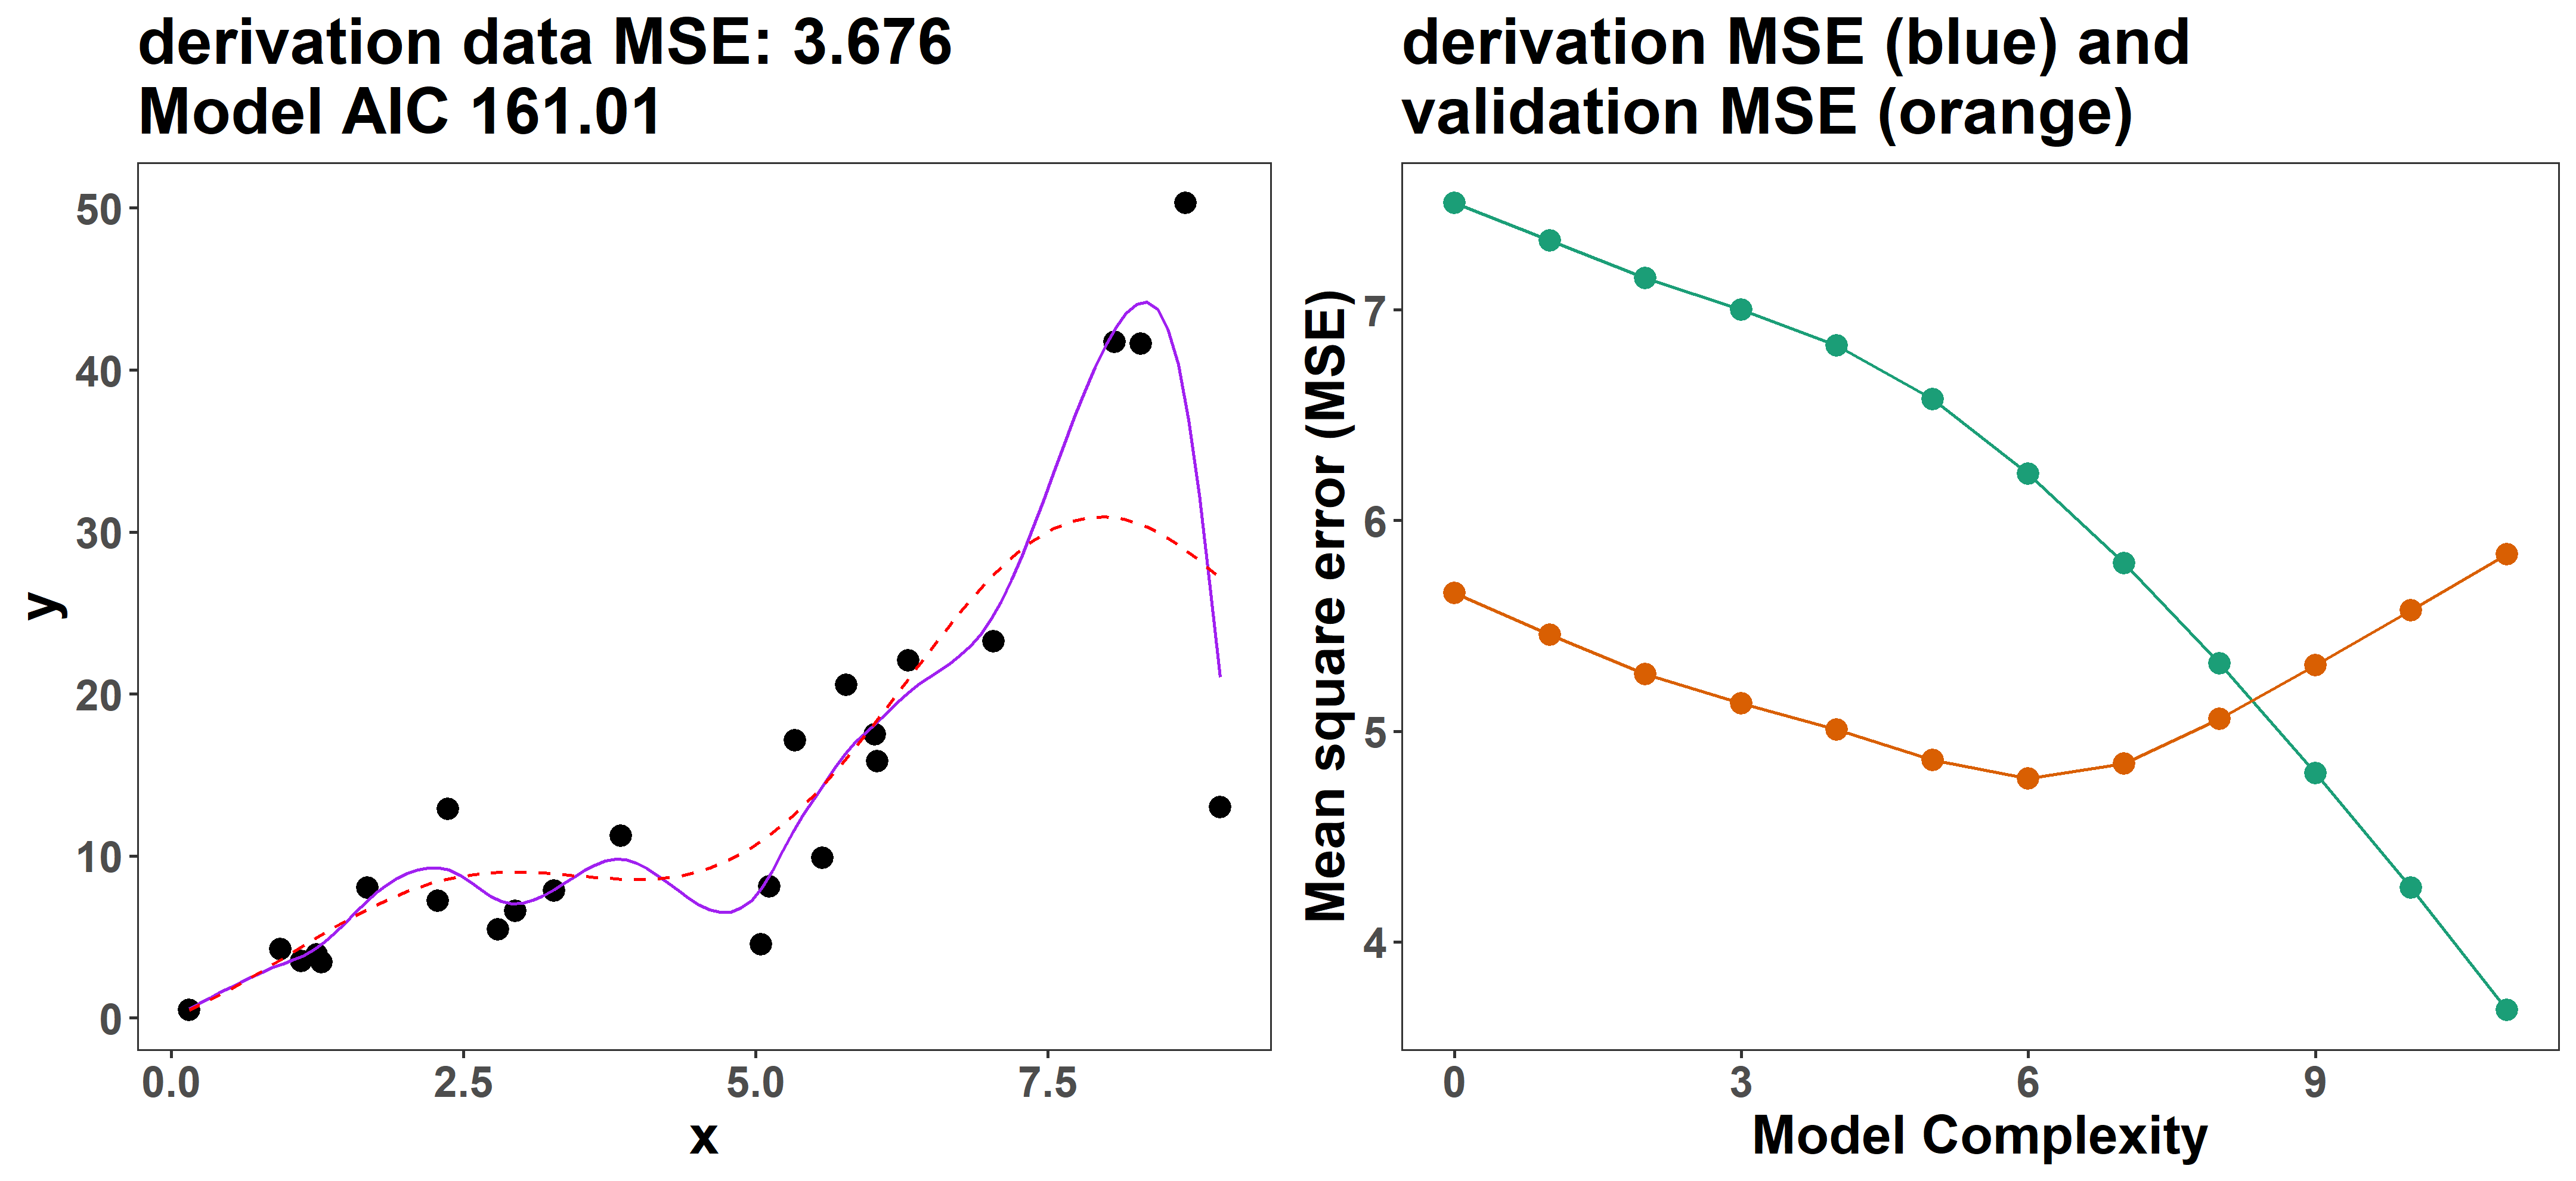 derivation data MSE: 3.676
Model AIC 161.01
50
40
30
20
10
0
y
0.0 2.5 5.0 7.5
x
derivation MSE (blue) and
validation MSE (orange)
7
6
5
4
Mean square error (MSE)
0 3 6 9
Model Complexity